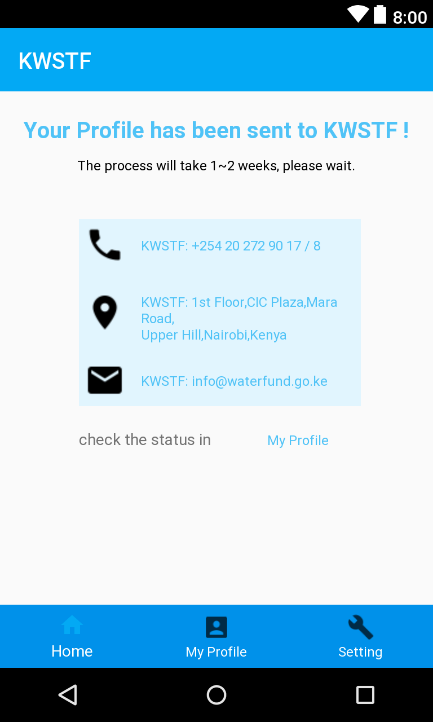 8:00
KWSTF
Your Profile has been sent to KWSTF !
The process will take 1~2 weeks, please wait.
KWSTF: +254 20 272 90 17 / 8
KWSTF: 1st Floor,CIC Plaza,Mara
Road,
Upper Hill,Nairobi,Kenya
KWSTF: info@waterfund.go.ke
check the status in My Profile
Home My Profile Setting